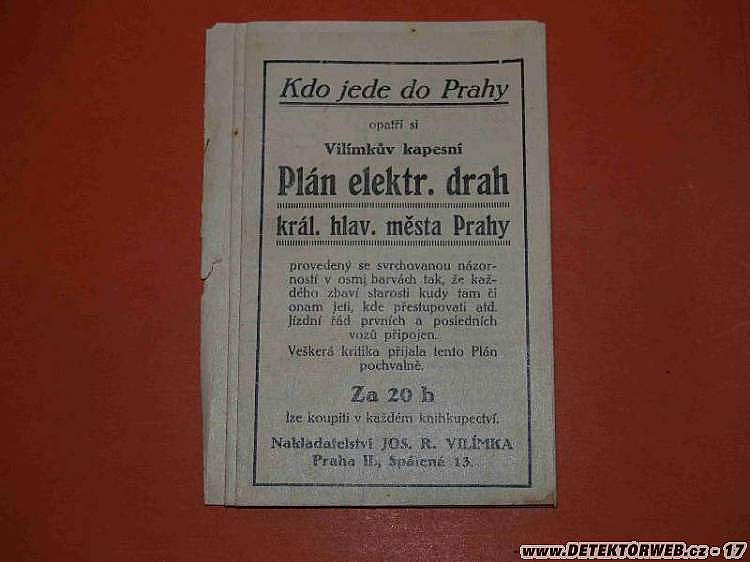 Kdo jede do Prahy
opatří si
Vilímkův kapesní
Plán elektr. drah
král. hlav. města Prahy
provedený se svrchovanou názor-
ností v osmi barvách tak, že kaž-
dého zbaví starosti kudy tam či
onam jeti, kde přestupovati atd.
Jízdní řád prvních a posledních
vozů připojen.
Veškerá kritika přijala tento Plán
pochvalně.
Za 20 h
lze koupiti v každém knihkupectví.
Nakladatelství JOS. R. VILÍMKA
Praha II., Spálená 13.
www.DETEKTORWEB.cz - 17